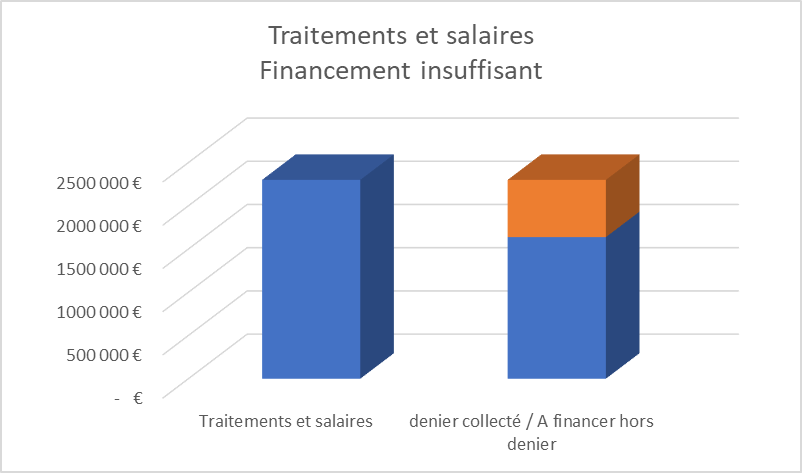 Traitements et salaires
Financement insuffisant
2500 000 €
2000 000 €
1500 000 €
1000 000 €
500 000 €
- €
Traitements et salaires
denier collecté / A financer hors
denier